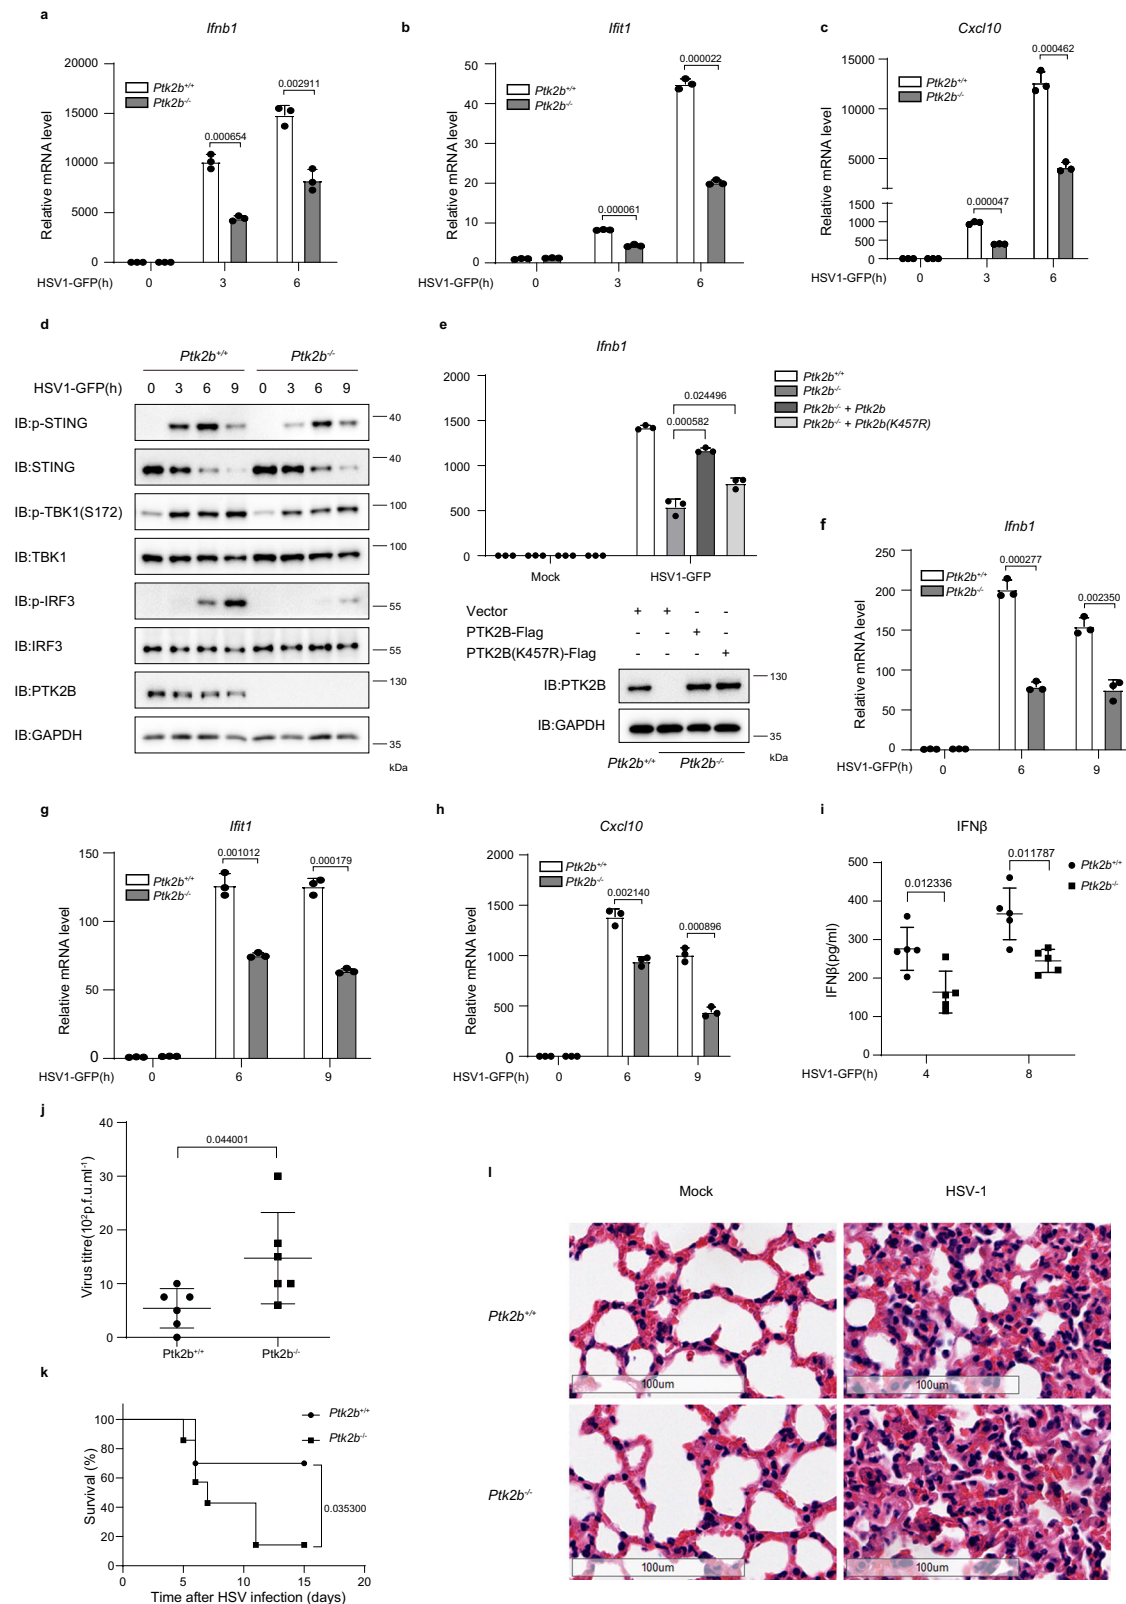 a
Ifnb1
20000
15000
10000
5000
0
Relative mRNA level
Ptk2b+/+
Ptk2b-/-
0.000654
0.002911
HSV1-GFP(h)
0
3
6
b
Ifit1
50
40
30
20
10
0
Relative mRNA level
Ptk2b+/+
Ptk2b-/-
0.000061
0.000022
HSV1-GFP(h)
0
3
6
c
Cxcl10
15000
10000
5000
1500
1000
500
0
Relative mRNA level
Ptk2b+/+
Ptk2b-/-
0.000047
0.000462
HSV1-GFP(h)
0
3
6
d
Ptk2b+/+ Ptk2b-/-
HSV1-GFP(h) 0 3 6 9 0 3 6 9
IB:p-STING 40
IB:STING 40
IB:p-TBK1(S172) 100
IB:TBK1 100
IB:p-IRF3 55
IB:IRF3 55
IB:PTK2B 130
IB:GAPDH 35
kDa
e
Ifnb1
2000
1500
1000
500
0
0.024496
0.000582
Ptk2b+/+
Ptk2b-/-
Ptk2b-/- + Ptk2b
Ptk2b-/- + Ptk2b(K457R)
Mock
HSV1-GFP
Vector + + - -
PTK2B-Flag - - + -
PTK2B(K457R)-Flag - - - +
IB:PTK2B 130
IB:GAPDH 35
Ptk2b+/+ Ptk2b-/- kDa
f
Ifnb1
250
200
150
100
50
0
Relative mRNA level
Ptk2b+/+
Ptk2b-/-
0.000277
0.002350
HSV1-GFP(h)
0
6
9
g
Ifit1
150
100
50
0
Relative mRNA level
Ptk2b+/+
Ptk2b-/-
0.001012
0.000179
HSV1-GFP(h)
0
6
9
h
Cxcl10
2000
1500
1000
500
0
Relative mRNA level
Ptk2b+/+
Ptk2b-/-
0.002140
0.000896
HSV1-GFP(h)
0
6
9
i
IFNβ
500
400
300
200
100
0
IFNβ(pg/ml)
0.012336
0.011787
Ptk2b+/+
Ptk2b-/-
HSV1-GFP(h)
4
8
j
40
30
20
10
0
Virus titre(10²p.f.u.ml⁻¹)
0.044001
Ptk2b+/+
Ptk2b-/-
k
100
80
60
40
20
0
Survival (%)
Ptk2b+/+
Ptk2b-/-
0.035300
0
5
10
15
20
Time after HSV infection (days)
l
Mock
HSV-1
Ptk2b+/+
100um
100um
Ptk2b-/-
100um
100um